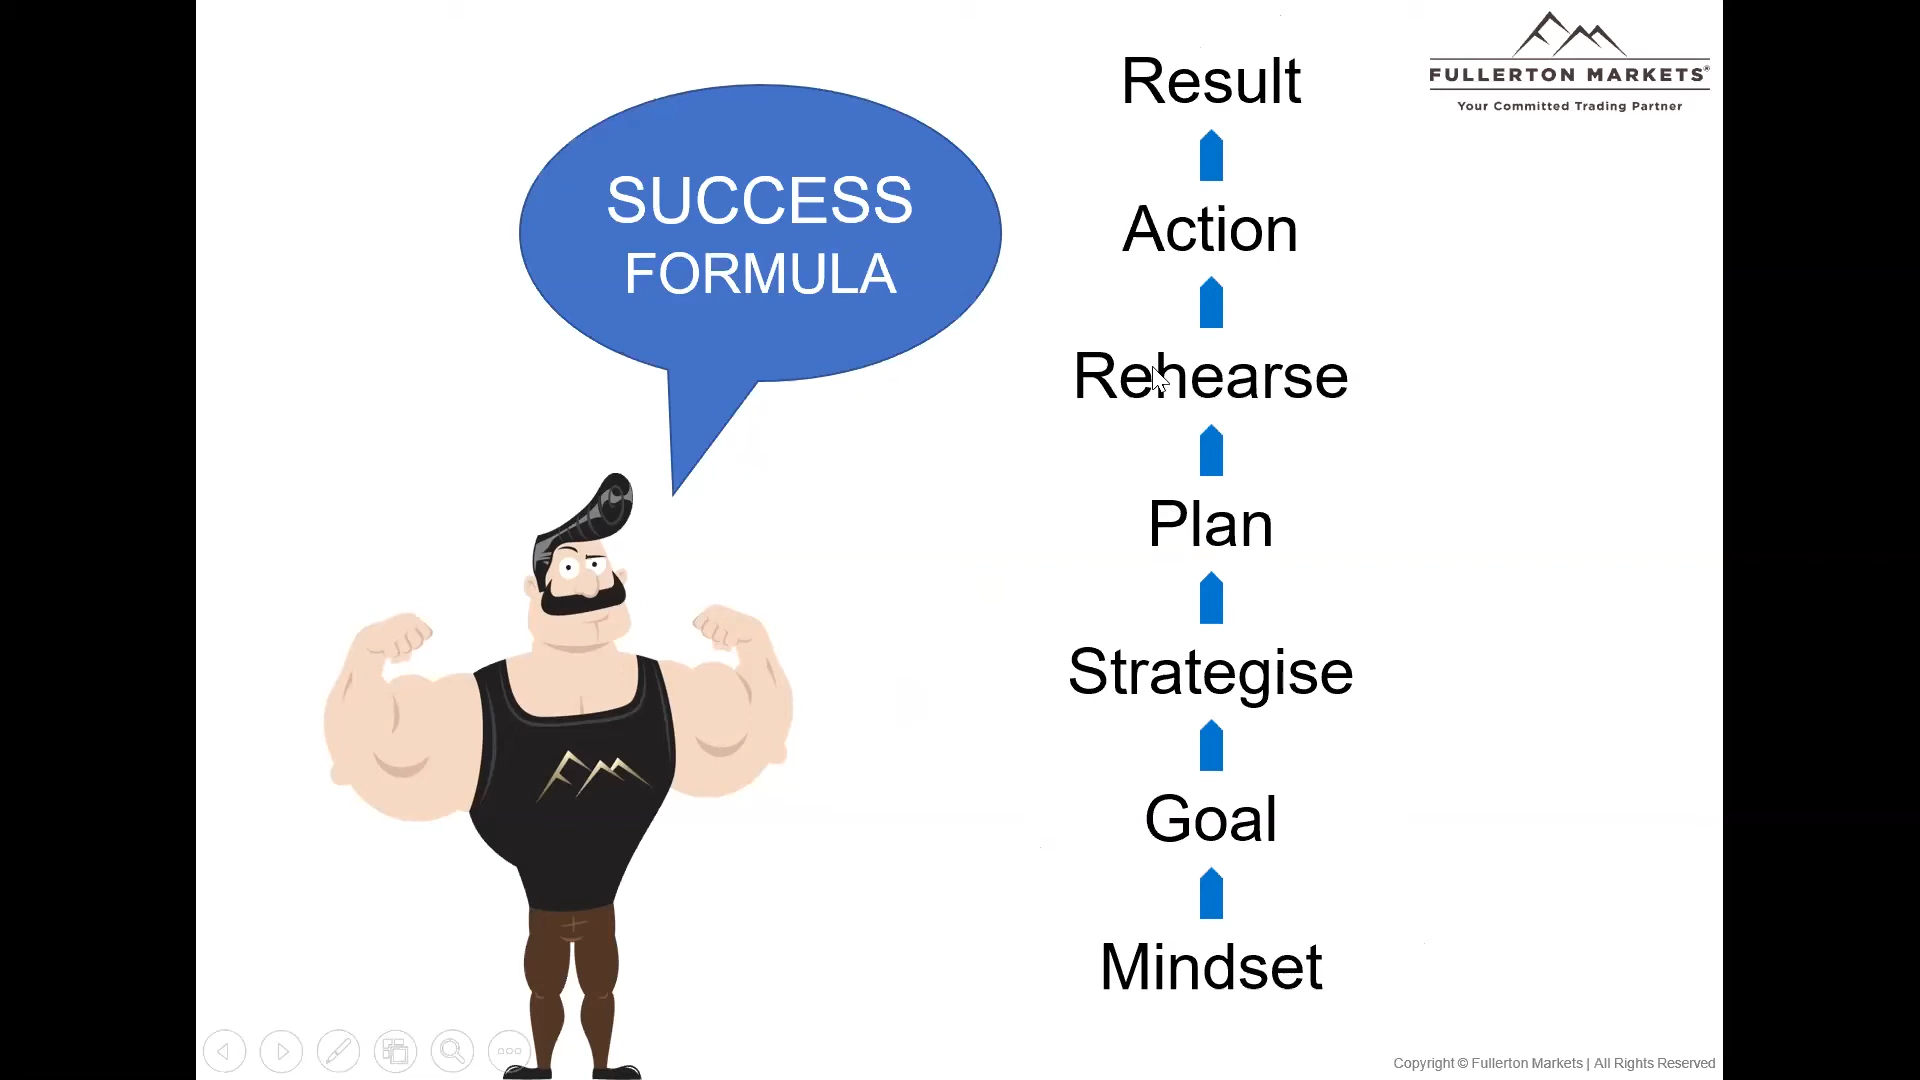 SUCCESS
FORMULA
Result
Action
Rehearse
Plan
Strategise
Goal
Mindset
FULLERTON MARKETS®
Your Committed Trading Partner
Copyright © Fullerton Markets | All Rights Reserved